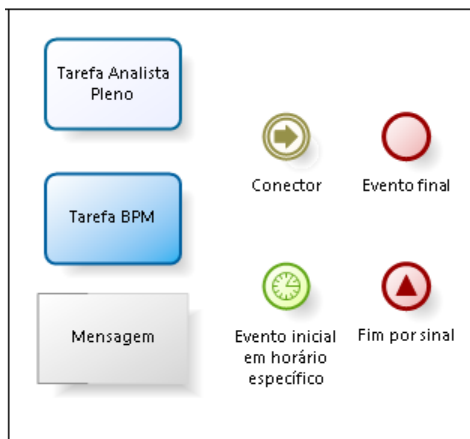 Tarefa Analista
Pleno
Conector
Evento final
Tarefa BPM
Mensagem
Evento inicial
em horário
específico
Fim por sinal